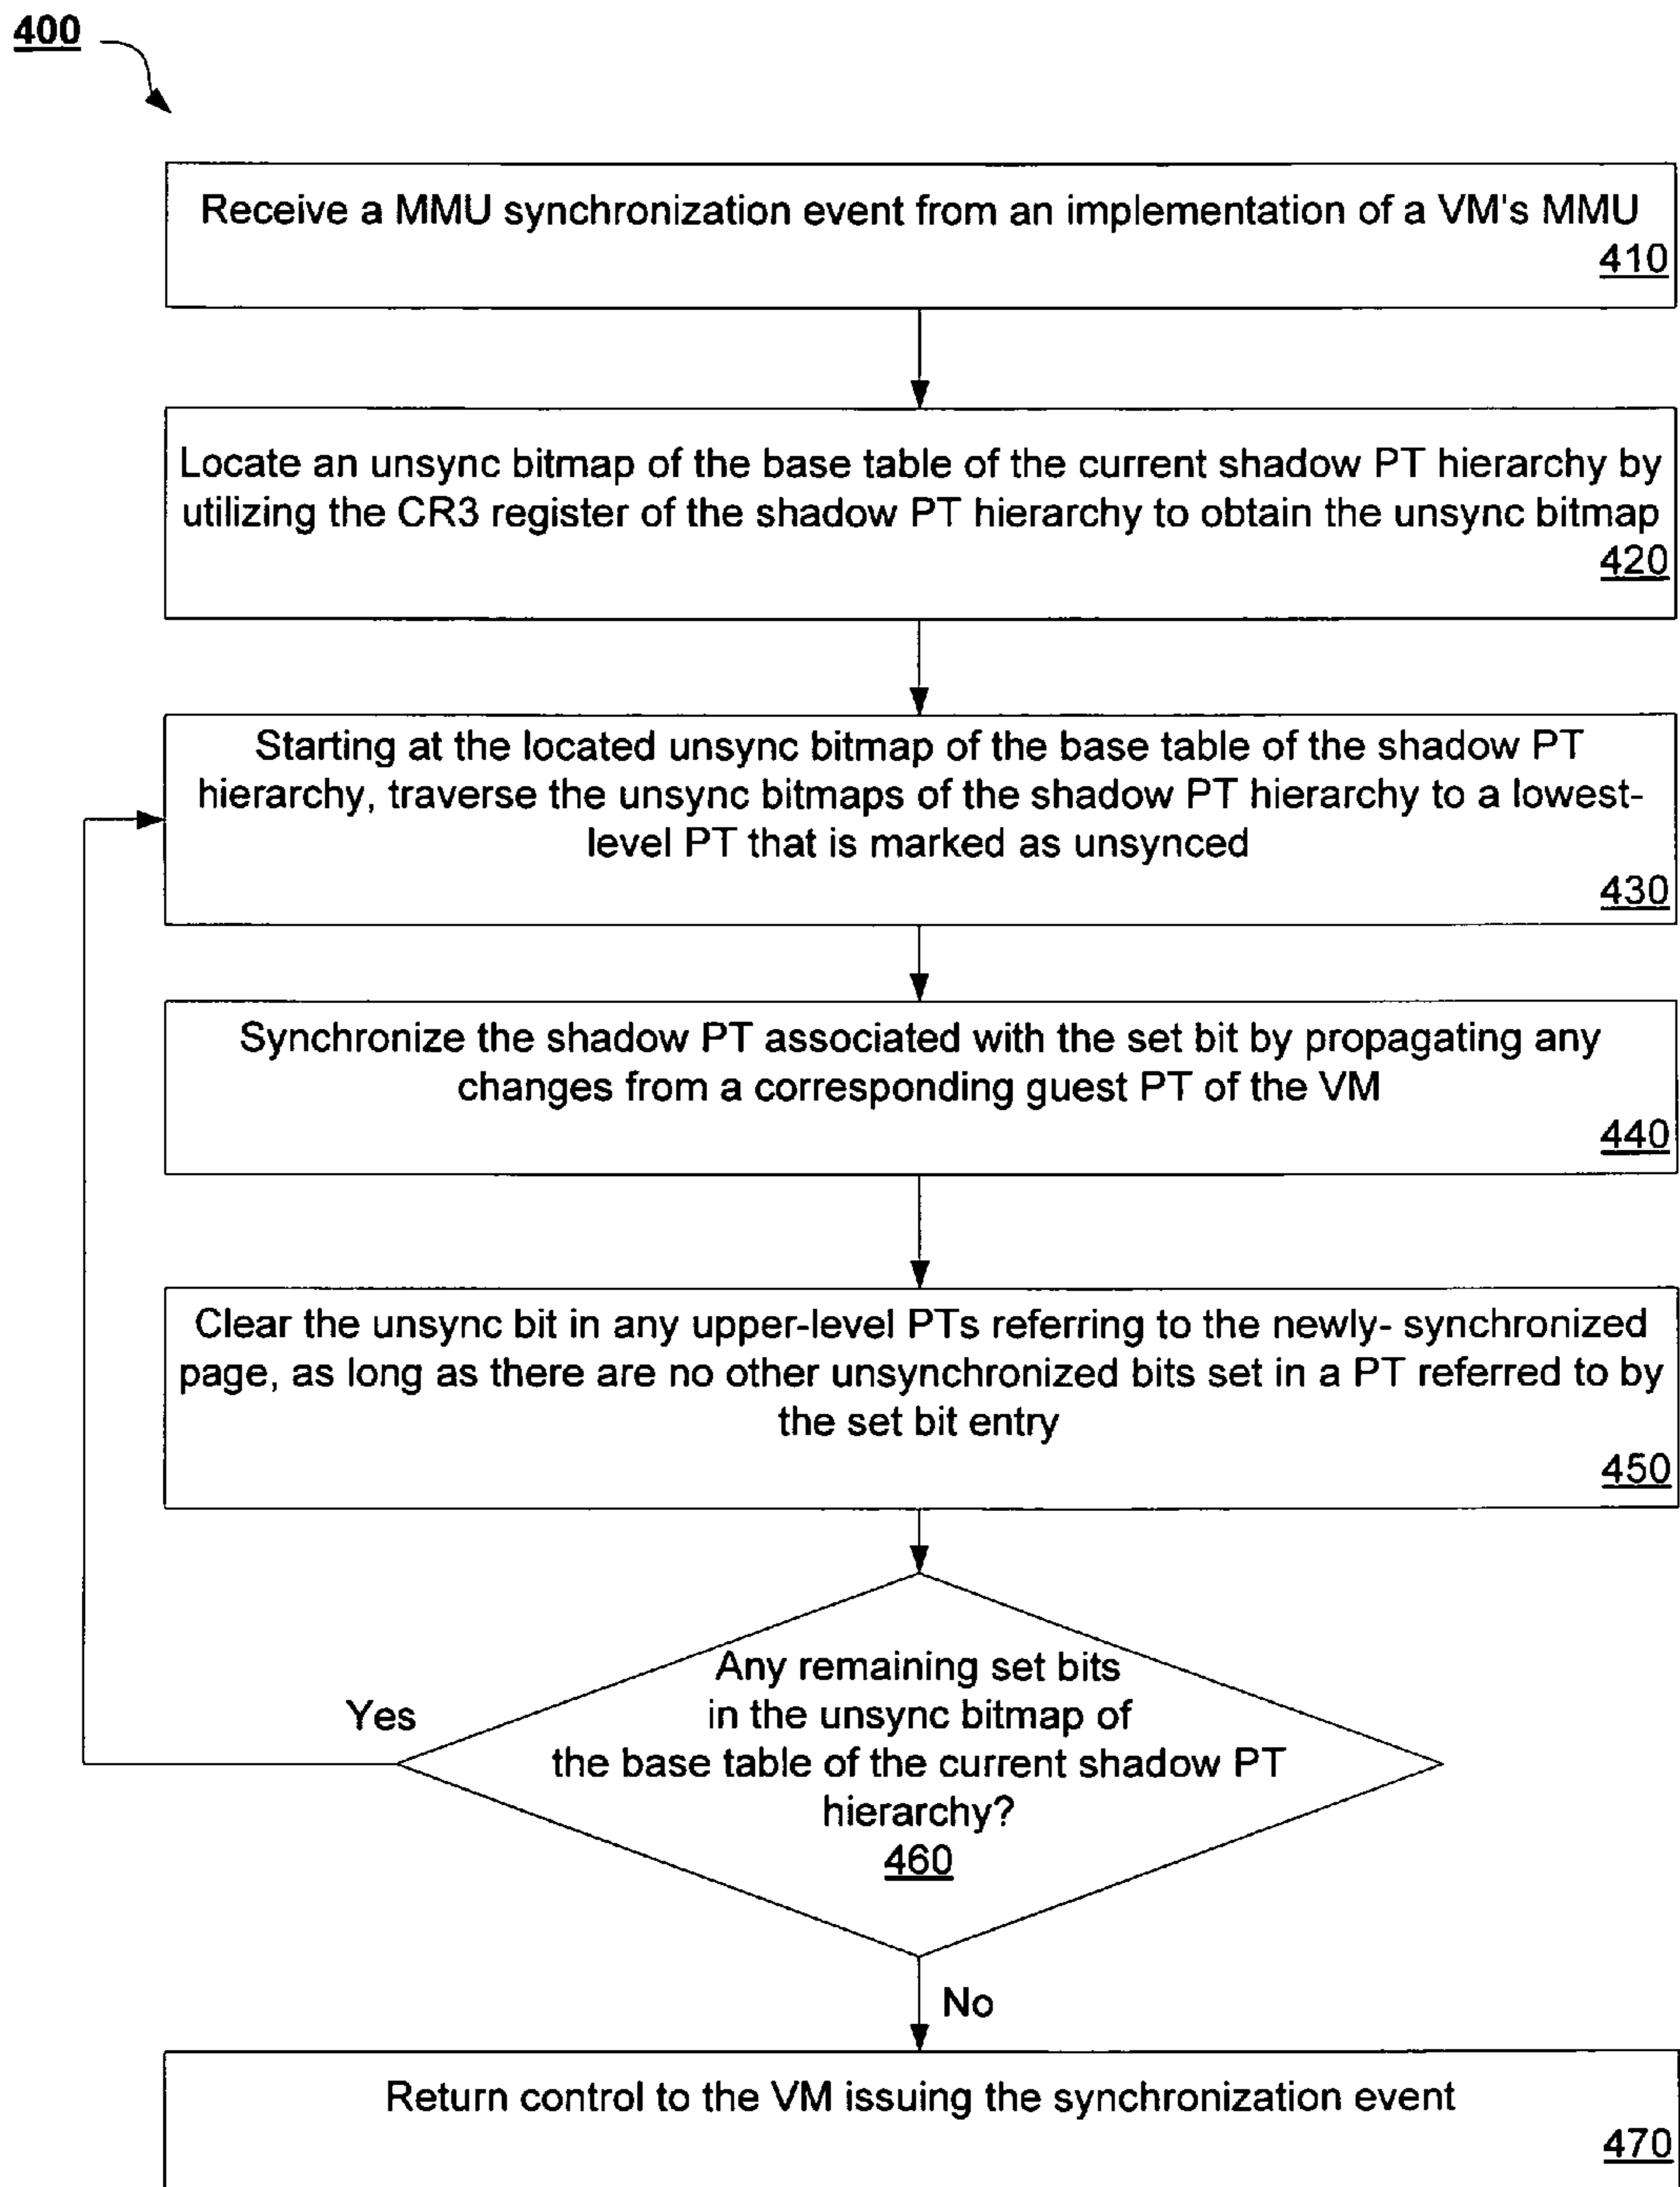 400
Receive a MMU synchronization event from an implementation of a VM's MMU
410
Locate an unsync bitmap of the base table of the current shadow PT hierarchy by
utilizing the CR3 register of the shadow PT hierarchy to obtain the unsync bitmap
420
Starting at the located unsync bitmap of the base table of the shadow PT
hierarchy, traverse the unsync bitmaps of the shadow PT hierarchy to a lowest-
level PT that is marked as unsynced
430
Synchronize the shadow PT associated with the set bit by propagating any
changes from a corresponding guest PT of the VM
440
Clear the unsync bit in any upper-level PTs referring to the newly- synchronized
page, as long as there are no other unsynchronized bits set in a PT referred to by
the set bit entry
450
Any remaining set bits
in the unsync bitmap of
the base table of the current shadow PT
hierarchy?
460
Yes
No
Return control to the VM issuing the synchronization event
470